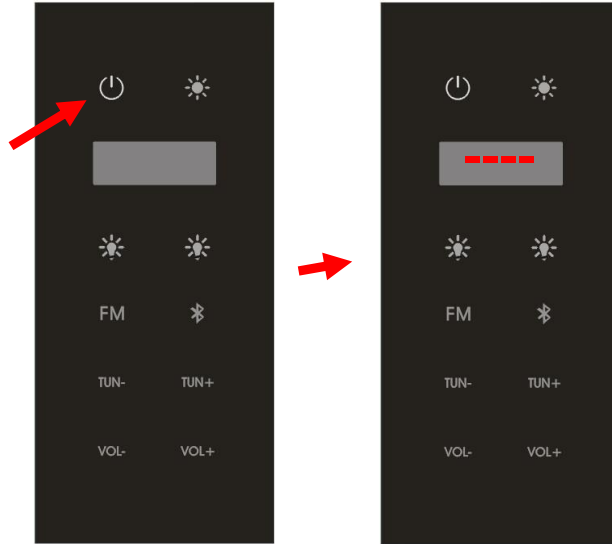 ----
FM
FM
TUN- TUN+
TUN- TUN+
VOL- VOL+
VOL- VOL+